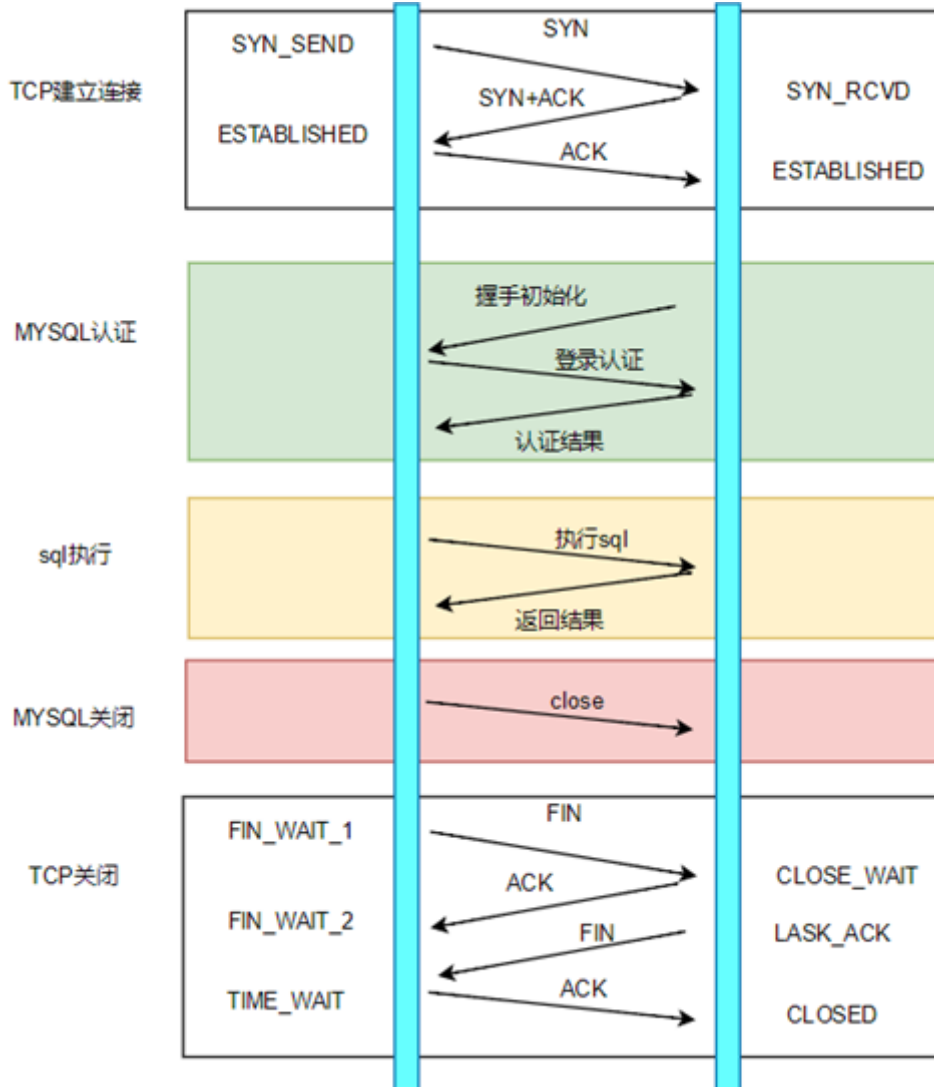 SYN
SYN_SEND
TCP建立连接
SYN+ACK
SYN_RCVD
ESTABLISHED
ACK
ESTABLISHED
握手初始化
MYSQL认证
登录认证
认证结果
执行sql
sql执行
返回结果
close
MYSQL关闭
FIN
FIN_WAIT_1
TCP关闭
ACK
CLOSE_WAIT
FIN_WAIT_2
FIN
LASK_ACK
ACK
TIME_WAIT
CLOSED